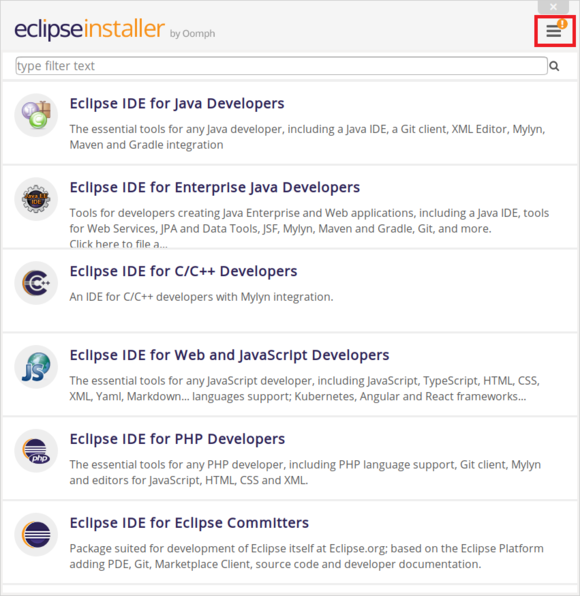 eclipseinstaller by Oomph
type filter text
Eclipse IDE for Java Developers
The essential tools for any Java developer, including a Java IDE, a Git client, XML Editor, Mylyn,
Maven and Gradle integration
Java EE
IDE
Eclipse IDE for Enterprise Java Developers
Tools for developers creating Java Enterprise and Web applications, including a Java IDE, tools
for Web Services, JPA and Data Tools, JSF, Mylyn, Maven and Gradle, Git, and more.
Click here to file a...
C++
Eclipse IDE for C/C++ Developers
An IDE for C/C++ developers with Mylyn integration.
JS
Eclipse IDE for Web and JavaScript Developers
The essential tools for any JavaScript developer, including JavaScript, TypeScript, HTML, CSS,
XML, Yaml, Markdown... languages support; Kubernetes, Angular and React frameworks...
php
Eclipse IDE for PHP Developers
The essential tools for any PHP developer, including PHP language support, Git client, Mylyn
and editors for JavaScript, HTML, CSS and XML.
Eclipse IDE for Eclipse Committers
Package suited for development of Eclipse itself at Eclipse.org; based on the Eclipse Platform
adding PDE, Git, Marketplace Client, source code and developer documentation.